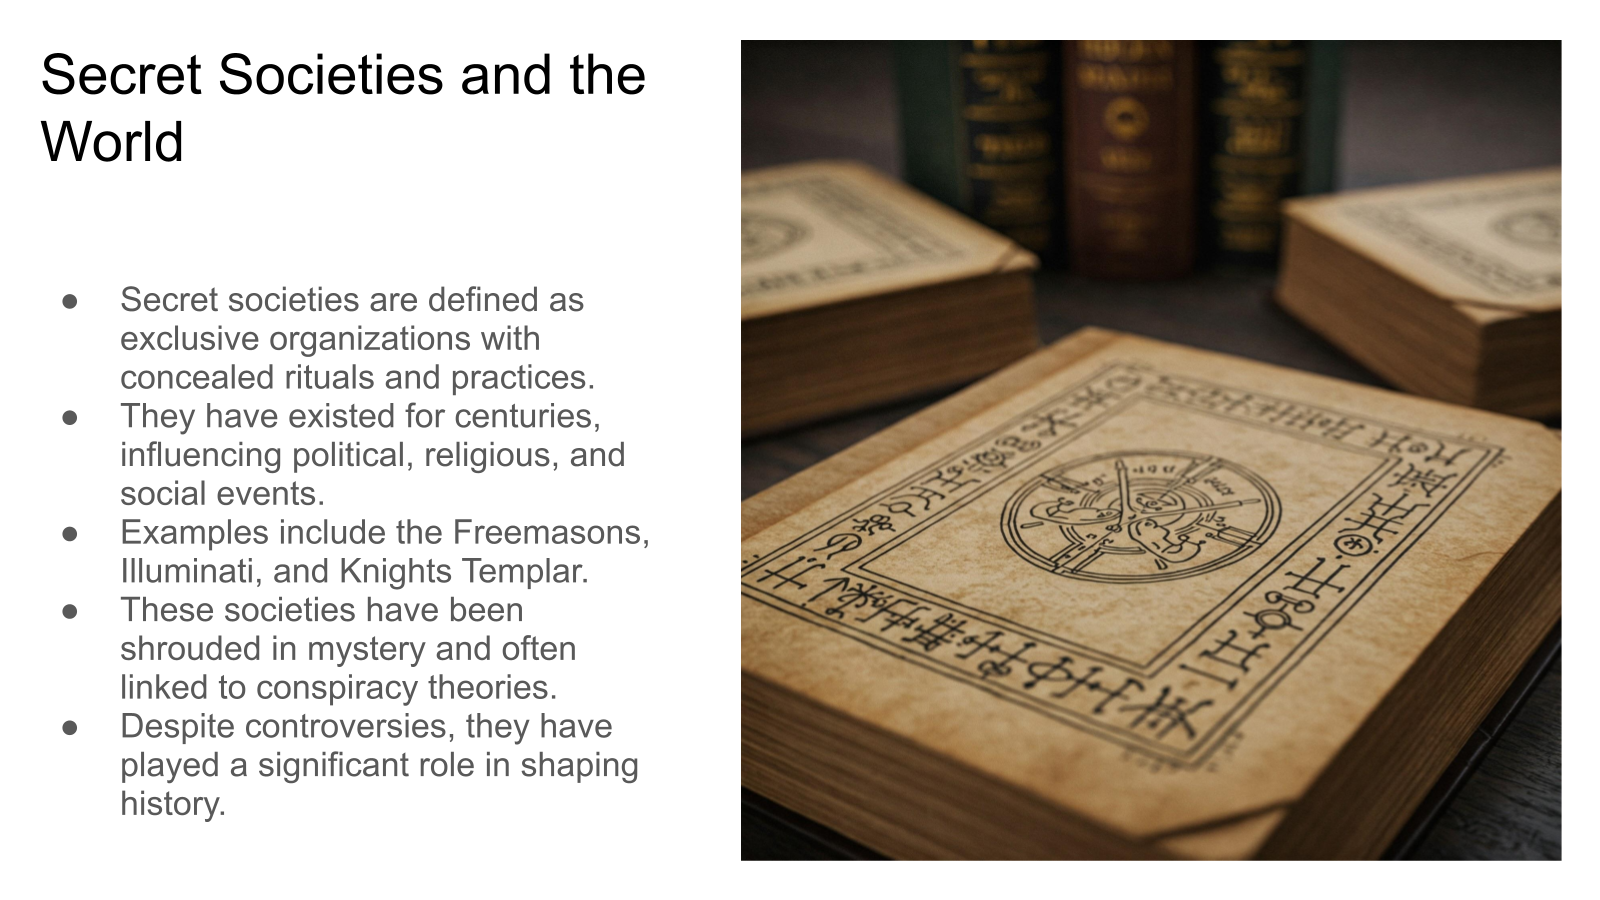 Secret Societies and the
World
● Secret societies are defined as
exclusive organizations with
concealed rituals and practices.
● They have existed for centuries,
influencing political, religious, and
social events.
● Examples include the Freemasons,
Illuminati, and Knights Templar.
● These societies have been
shrouded in mystery and often
linked to conspiracy theories.
● Despite controversies, they have
played a significant role in shaping
history.